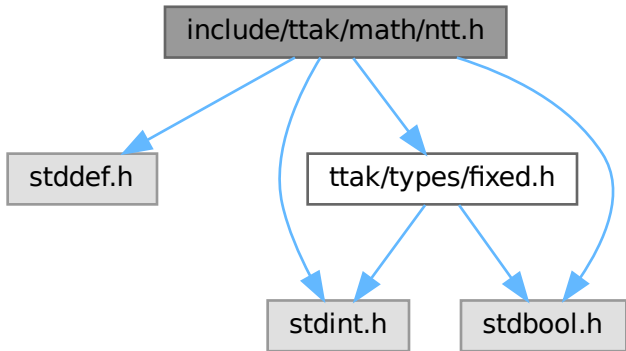 include/ttak/math/ntt.h
stddef.h
ttak/types/fixed.h
stdint.h
stdbool.h